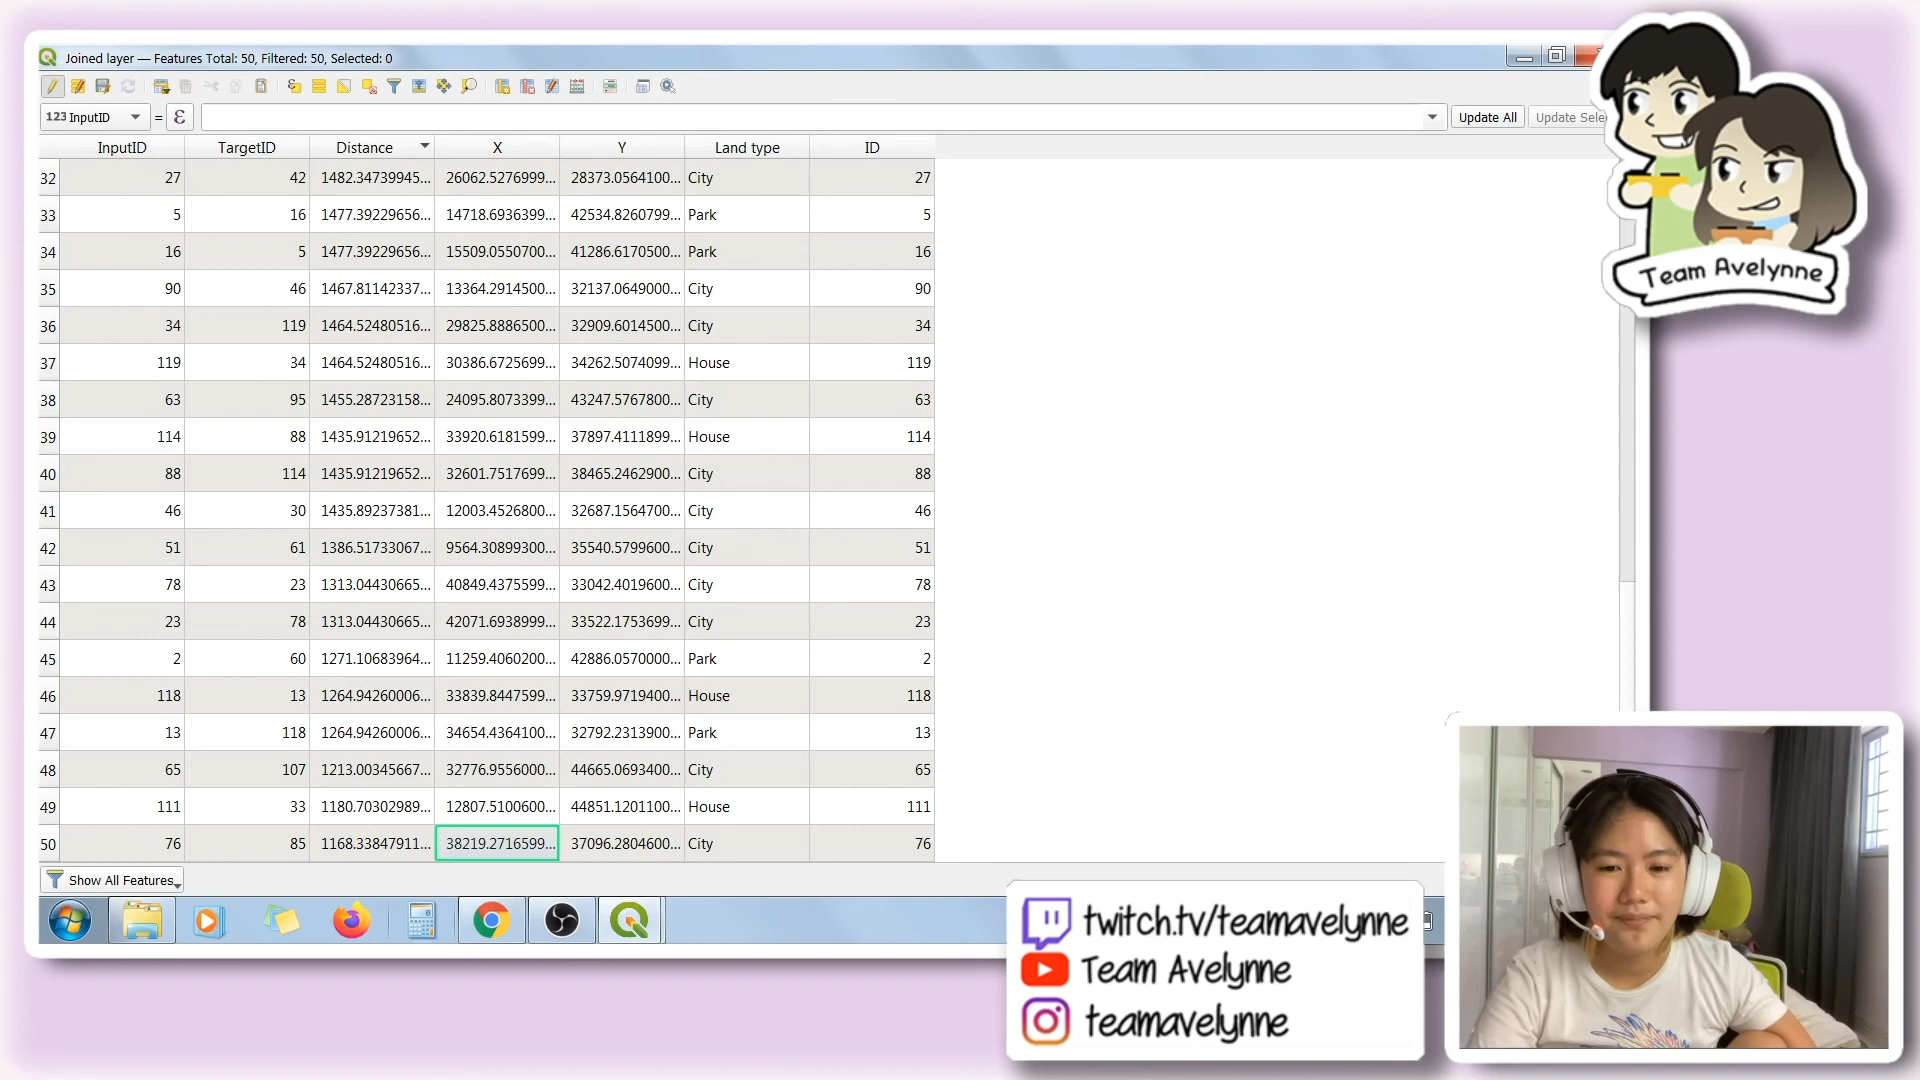 Joined layer — Features Total: 50, Filtered: 50, Selected: 0
123 InputID = ε Update All Update Sele
InputID TargetID Distance X Y Land type ID
32 27 42 1482.34739945... 26062.5276999... 28373.0564100... City 27
33 5 16 1477.39229656... 14718.6936399... 42534.8260799... Park 5
34 16 5 1477.39229656... 15509.0550700... 41286.6170500... Park 16
35 90 46 1467.81142337... 13364.2914500... 32137.0649000... City 90
36 34 119 1464.52480516... 29825.8886500... 32909.6014500... City 34
37 119 34 1464.52480516... 30386.6725699... 34262.5074099... House 119
38 63 95 1455.28723158... 24095.8073399... 43247.5767800... City 63
39 114 88 1435.91219652... 33920.6181599... 37897.4111899... House 114
40 88 114 1435.91219652... 32601.7517699... 38465.2462900... City 88
41 46 30 1435.89237381... 12003.4526800... 32687.1564700... City 46
42 51 61 1386.51733067... 9564.30899300... 35540.5799600... City 51
43 78 23 1313.04430665... 40849.4375599... 33042.4019600... City 78
44 23 78 1313.04430665... 42071.6938999... 33522.1753699... City 23
45 2 60 1271.10683964... 11259.4060200... 42886.0570000... Park 2
46 118 13 1264.94260006... 33839.8447599... 33759.9719400... House 118
47 13 118 1264.94260006... 34654.4364100... 32792.2313900... Park 13
48 65 107 1213.00345667... 32776.9556000... 44665.0693400... City 65
49 111 33 1180.70302989... 12807.5100600... 44851.1201100... House 111
50 76 85 1168.33847911... 38219.2716599... 37096.2804600... City 76
Show All Features
Team Avelynne
twitch.tv/teamavelynne
Team Avelynne
teamavelynne